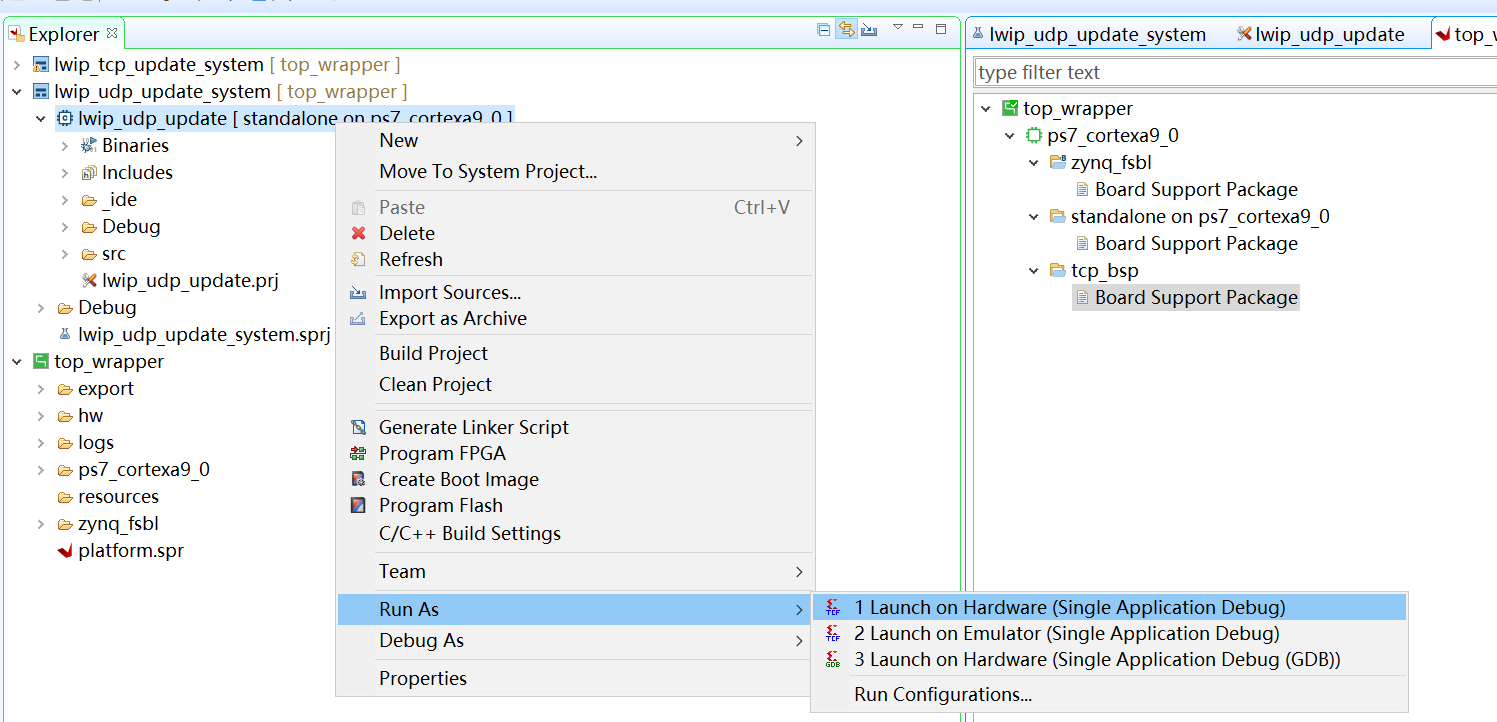 Explorer
lwip_tcp_update_system [ top_wrapper ]
lwip_udp_update_system [ top_wrapper ]
lwip_udp_update [ standalone on ps7_cortexa9_0 ]
Binaries
Includes
_ide
Debug
src
lwip_udp_update.prj
Debug
lwip_udp_update_system.sprj
top_wrapper
export
hw
logs
ps7_cortexa9_0
resources
zynq_fsbl
platform.spr
New
Move To System Project...
Paste Ctrl+V
Delete
Refresh
Import Sources...
Export as Archive
Build Project
Clean Project
Generate Linker Script
Program FPGA
Create Boot Image
Program Flash
C/C++ Build Settings
Team
Run As
Debug As
Properties
TCF 1 Launch on Hardware (Single Application Debug)
TCF 2 Launch on Emulator (Single Application Debug)
GDB 3 Launch on Hardware (Single Application Debug (GDB))
Run Configurations...
lwip_udp_update_system lwip_udp_update top_w
type filter text
top_wrapper
ps7_cortexa9_0
zynq_fsbl
Board Support Package
standalone on ps7_cortexa9_0
Board Support Package
tcp_bsp
Board Support Package